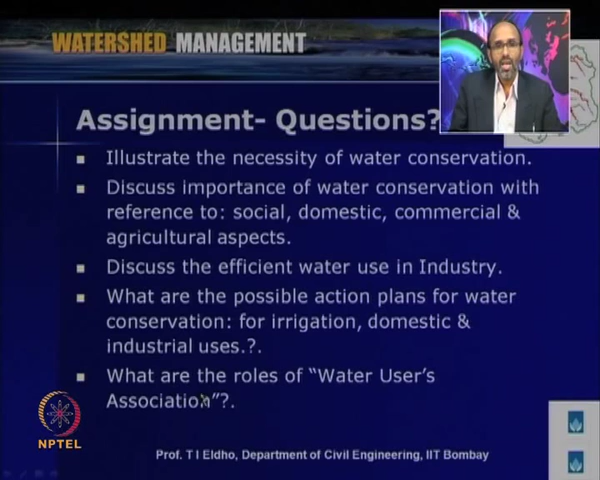 WATERSHED MANAGEMENT
Assignment- Questions?
Illustrate the necessity of water conservation.
Discuss importance of water conservation with
reference to: social, domestic, commercial &
agricultural aspects.
Discuss the efficient water use in Industry.
What are the possible action plans for water
conservation: for irrigation, domestic &
industrial uses.?.
What are the roles of “Water User’s
Association”?.
NPTEL
Prof. T I Eldho, Department of Civil Engineering, IIT Bombay